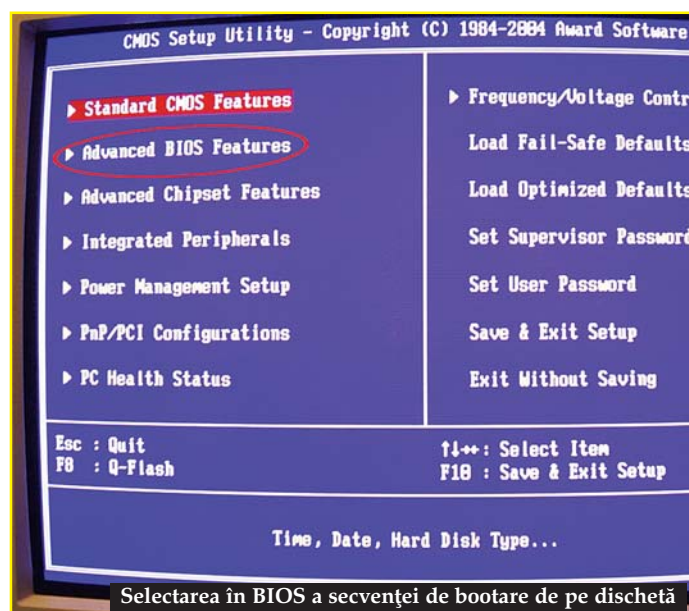 CMOS Setup Utility - Copyright (C) 1984-2004 Award Software
▶ Standard CMOS Features
▶ Advanced BIOS Features
▶ Advanced Chipset Features
▶ Integrated Peripherals
▶ Power Management Setup
▶ PnP/PCI Configurations
▶ PC Health Status
▶ Frequency/Voltage Contr
Load Fail-Safe Defaults
Load Optimized Defaults
Set Supervisor Password
Set User Password
Save & Exit Setup
Exit Without Saving
Esc : Quit
F8 : Q-Flash
↑↓→←: Select Item
F10 : Save & Exit Setup
Time, Date, Hard Disk Type...
Selectarea în BIOS a secvenţei de bootare de pe dischetă